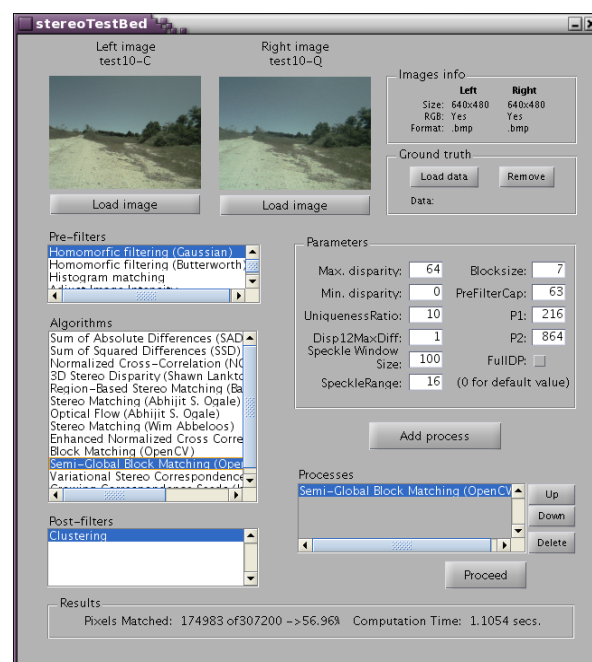 stereoTestBed
Left image
test10-C
Right image
test10-Q
Load image
Load image
Images info
Left Right
Size: 640x480 640x480
RGB: Yes Yes
Format: .bmp .bmp
Ground truth
Load data Remove
Data:
Pre-filters
Homomorfic filtering (Gaussian)
Homomorfic filtering (Butterworth)
Histogram matching
Adjust Image Intensity
Algorithms
Sum of Absolute Differences (SAD
Sum of Squared Differences (SSD)
Normalized Cross-Correlation (NC
3D Stereo Disparity (Shawn Lankto
Region-Based Stereo Matching (Ba
Stereo Matching (Abhijit S. Ogale)
Optical Flow (Abhijit S. Ogale)
Stereo Matching (Wim Abbeloos)
Enhanced Normalized Cross Corre
Block Matching (OpenCV)
Semi-Global Block Matching (Ope
Variational Stereo Correspondence
Growing Correspondence Seeds
Post-filters
Clustering
Parameters
Max. disparity: 64 Blocksize: 7
Min. disparity: 0 PreFilterCap: 63
UniquenessRatio: 10 P1: 216
Disp12MaxDiff: 1 P2: 864
Speckle Window
Size: 100 FullDP:
SpeckleRange: 16 (0 for default value)
Add process
Processes
Semi-Global Block Matching (OpenCV
Up
Down
Delete
Proceed
Results
Pixels Matched: 174983 of307200 ->56.96% Computation Time: 1.1054 secs.